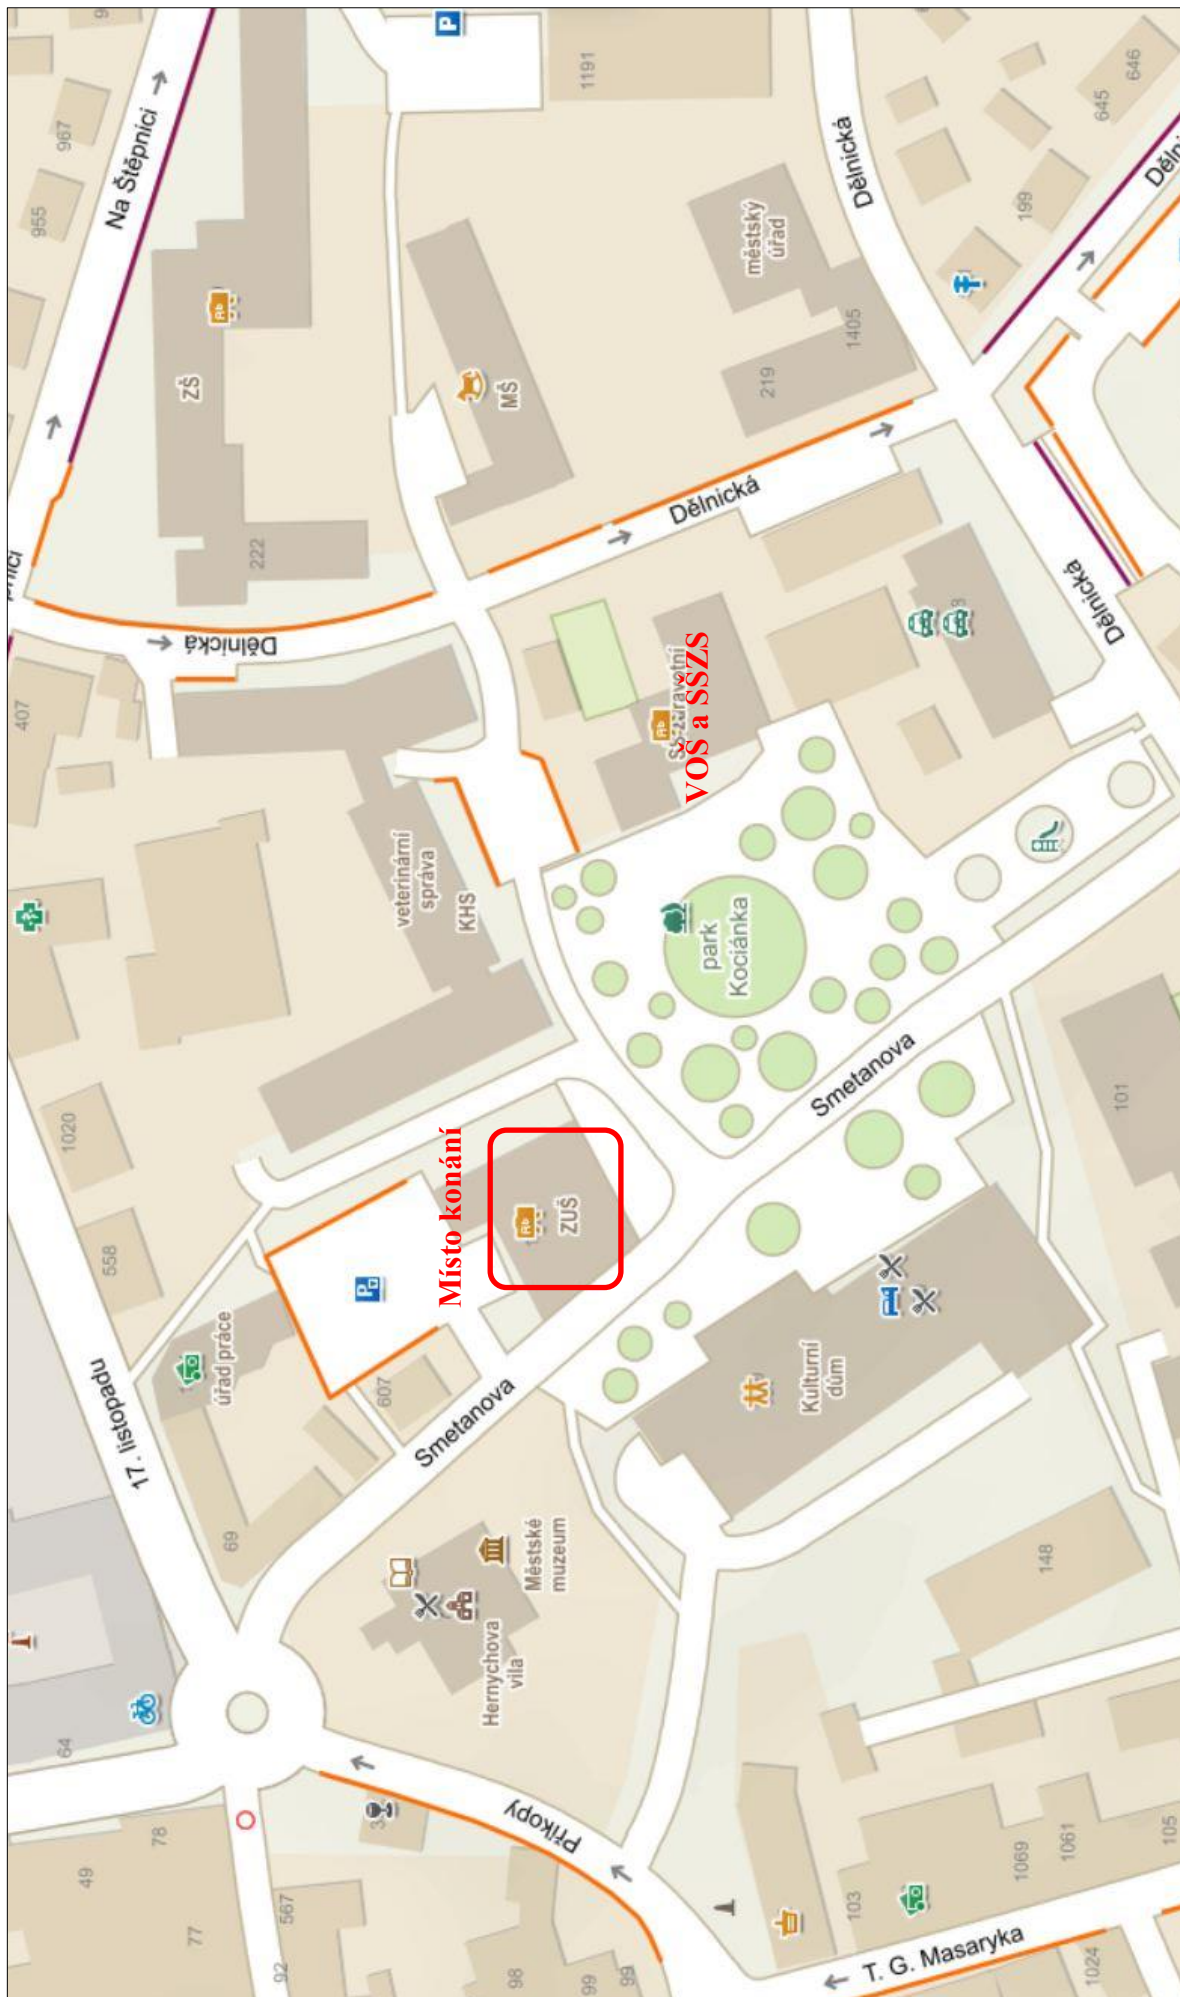 Na Štěpnici
967
955
ZŠ
222
1191
646
645
199
Dělnická
městský
úřad
1405
219
MŠ
Dělnická
Dělnická
Dělnická
407
VOŠ a SŠZS
veterinární
správa
KHS
park
Kociánka
Smetanova
101
1020
558
Místo konání
ZUŠ
17. listopadu
úřad práce
607
69
Smetanova
Kulturní
dům
Městské
muzeum
Hernychova
vila
148
64
78
49
77
567
92
Příkopy
98
99
99
103
1069
1061
105
T. G. Masaryka
1024